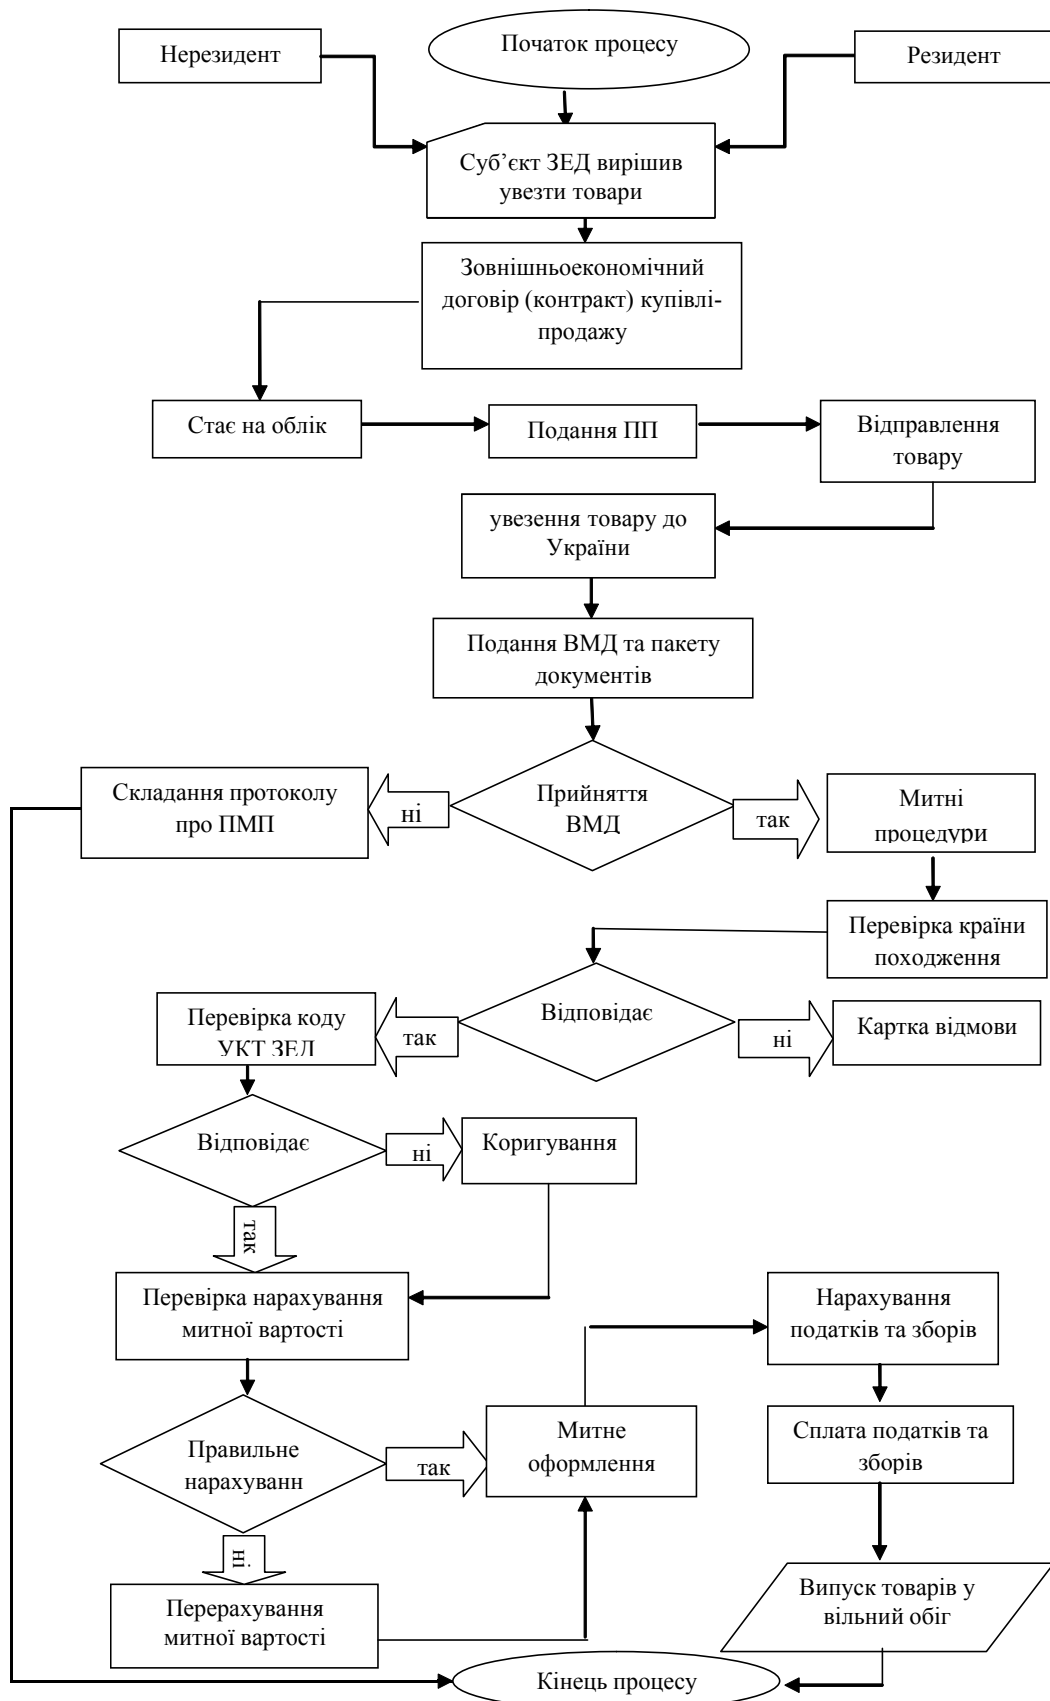 Початок процесу
Нерезидент
Резидент
Суб’єкт ЗЕД вирішив
увезти товари
Зовнішньоекономічний
договір (контракт) купівлі-
продажу
Стає на облік
Подання ПП
Відправлення
товару
увезення товару до
України
Подання ВМД та пакету
документів
Складання протоколу
про ПМП
ні
Прийняття
ВМД
так
Митні
процедури
Перевірка країни
походження
Перевірка коду
УКТ ЗЕД
так
Відповідає
ні
Картка відмови
Відповідає
ні
Коригування
так
Перевірка нарахування
митної вартості
Нарахування
податків та зборів
Правильне
нарахуванн
так
Митне
оформлення
Сплата податків та
зборів
ні
Перерахування
митної вартості
Випуск товарів у
вільний обіг
Кінець процесу